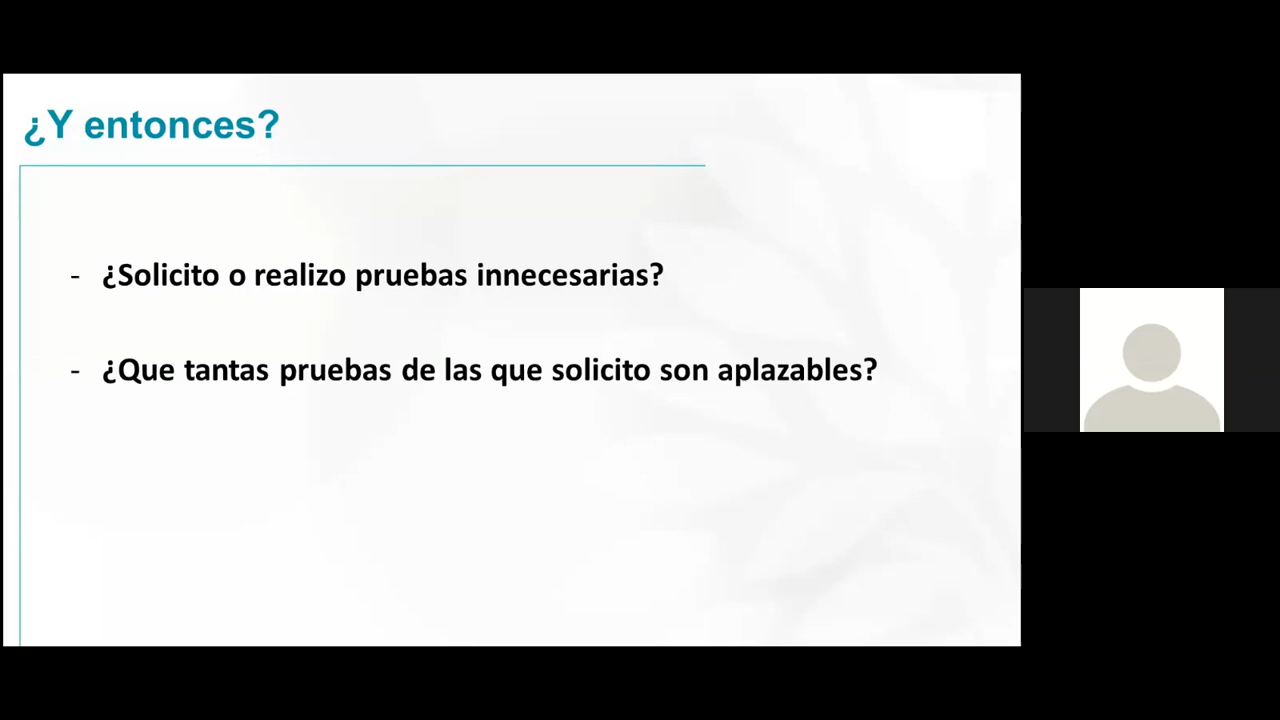 ¿Y entonces?
- ¿Solicito o realizo pruebas innecesarias?
- ¿Que tantas pruebas de las que solicito son aplazables?